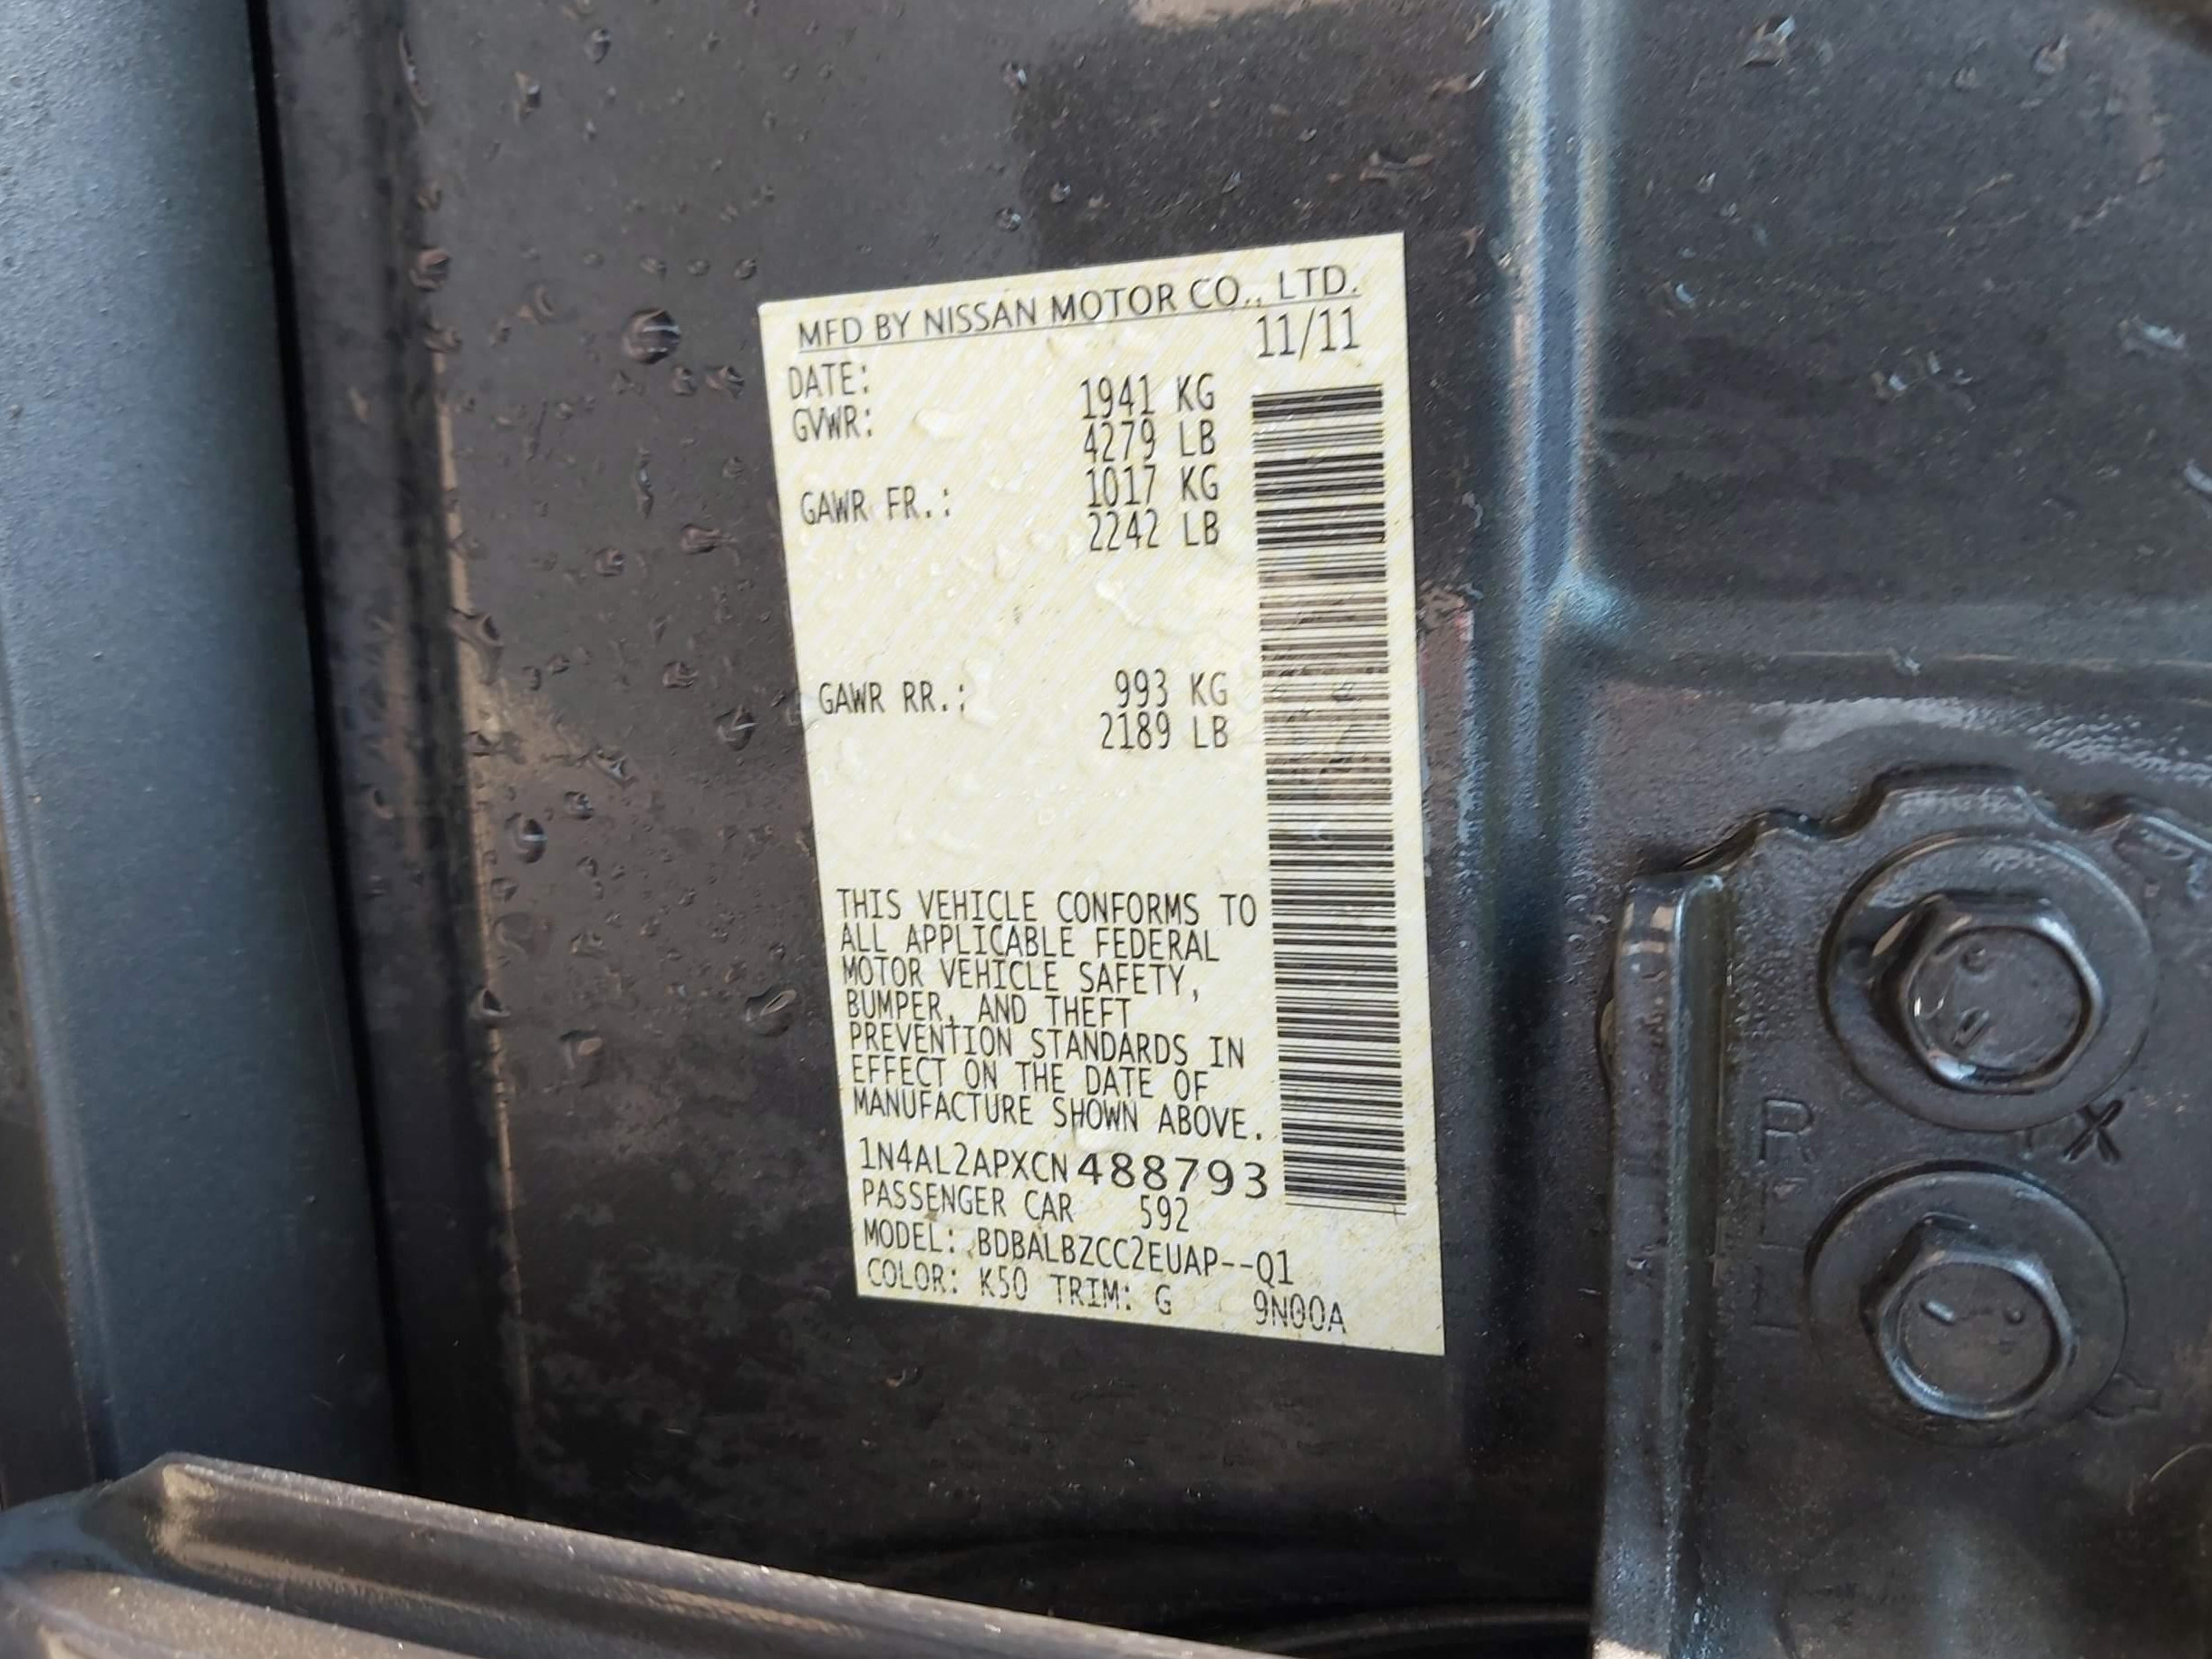 MFD BY NISSAN MOTOR CO., LTD.
DATE: 11/11
GVWR: 1941 KG
4279 LB
GAWR FR.: 1017 KG
2242 LB
GAWR RR.: 993 KG
2189 LB
THIS VEHICLE CONFORMS TO
ALL APPLICABLE FEDERAL
MOTOR VEHICLE SAFETY,
BUMPER, AND THEFT
PREVENTION STANDARDS IN
EFFECT ON THE DATE OF
MANUFACTURE SHOWN ABOVE.
1N4AL2APXCN488793
PASSENGER CAR 592
MODEL: BDBALBZCC2EUAP--Q1
COLOR: K50 TRIM: G 9N00A